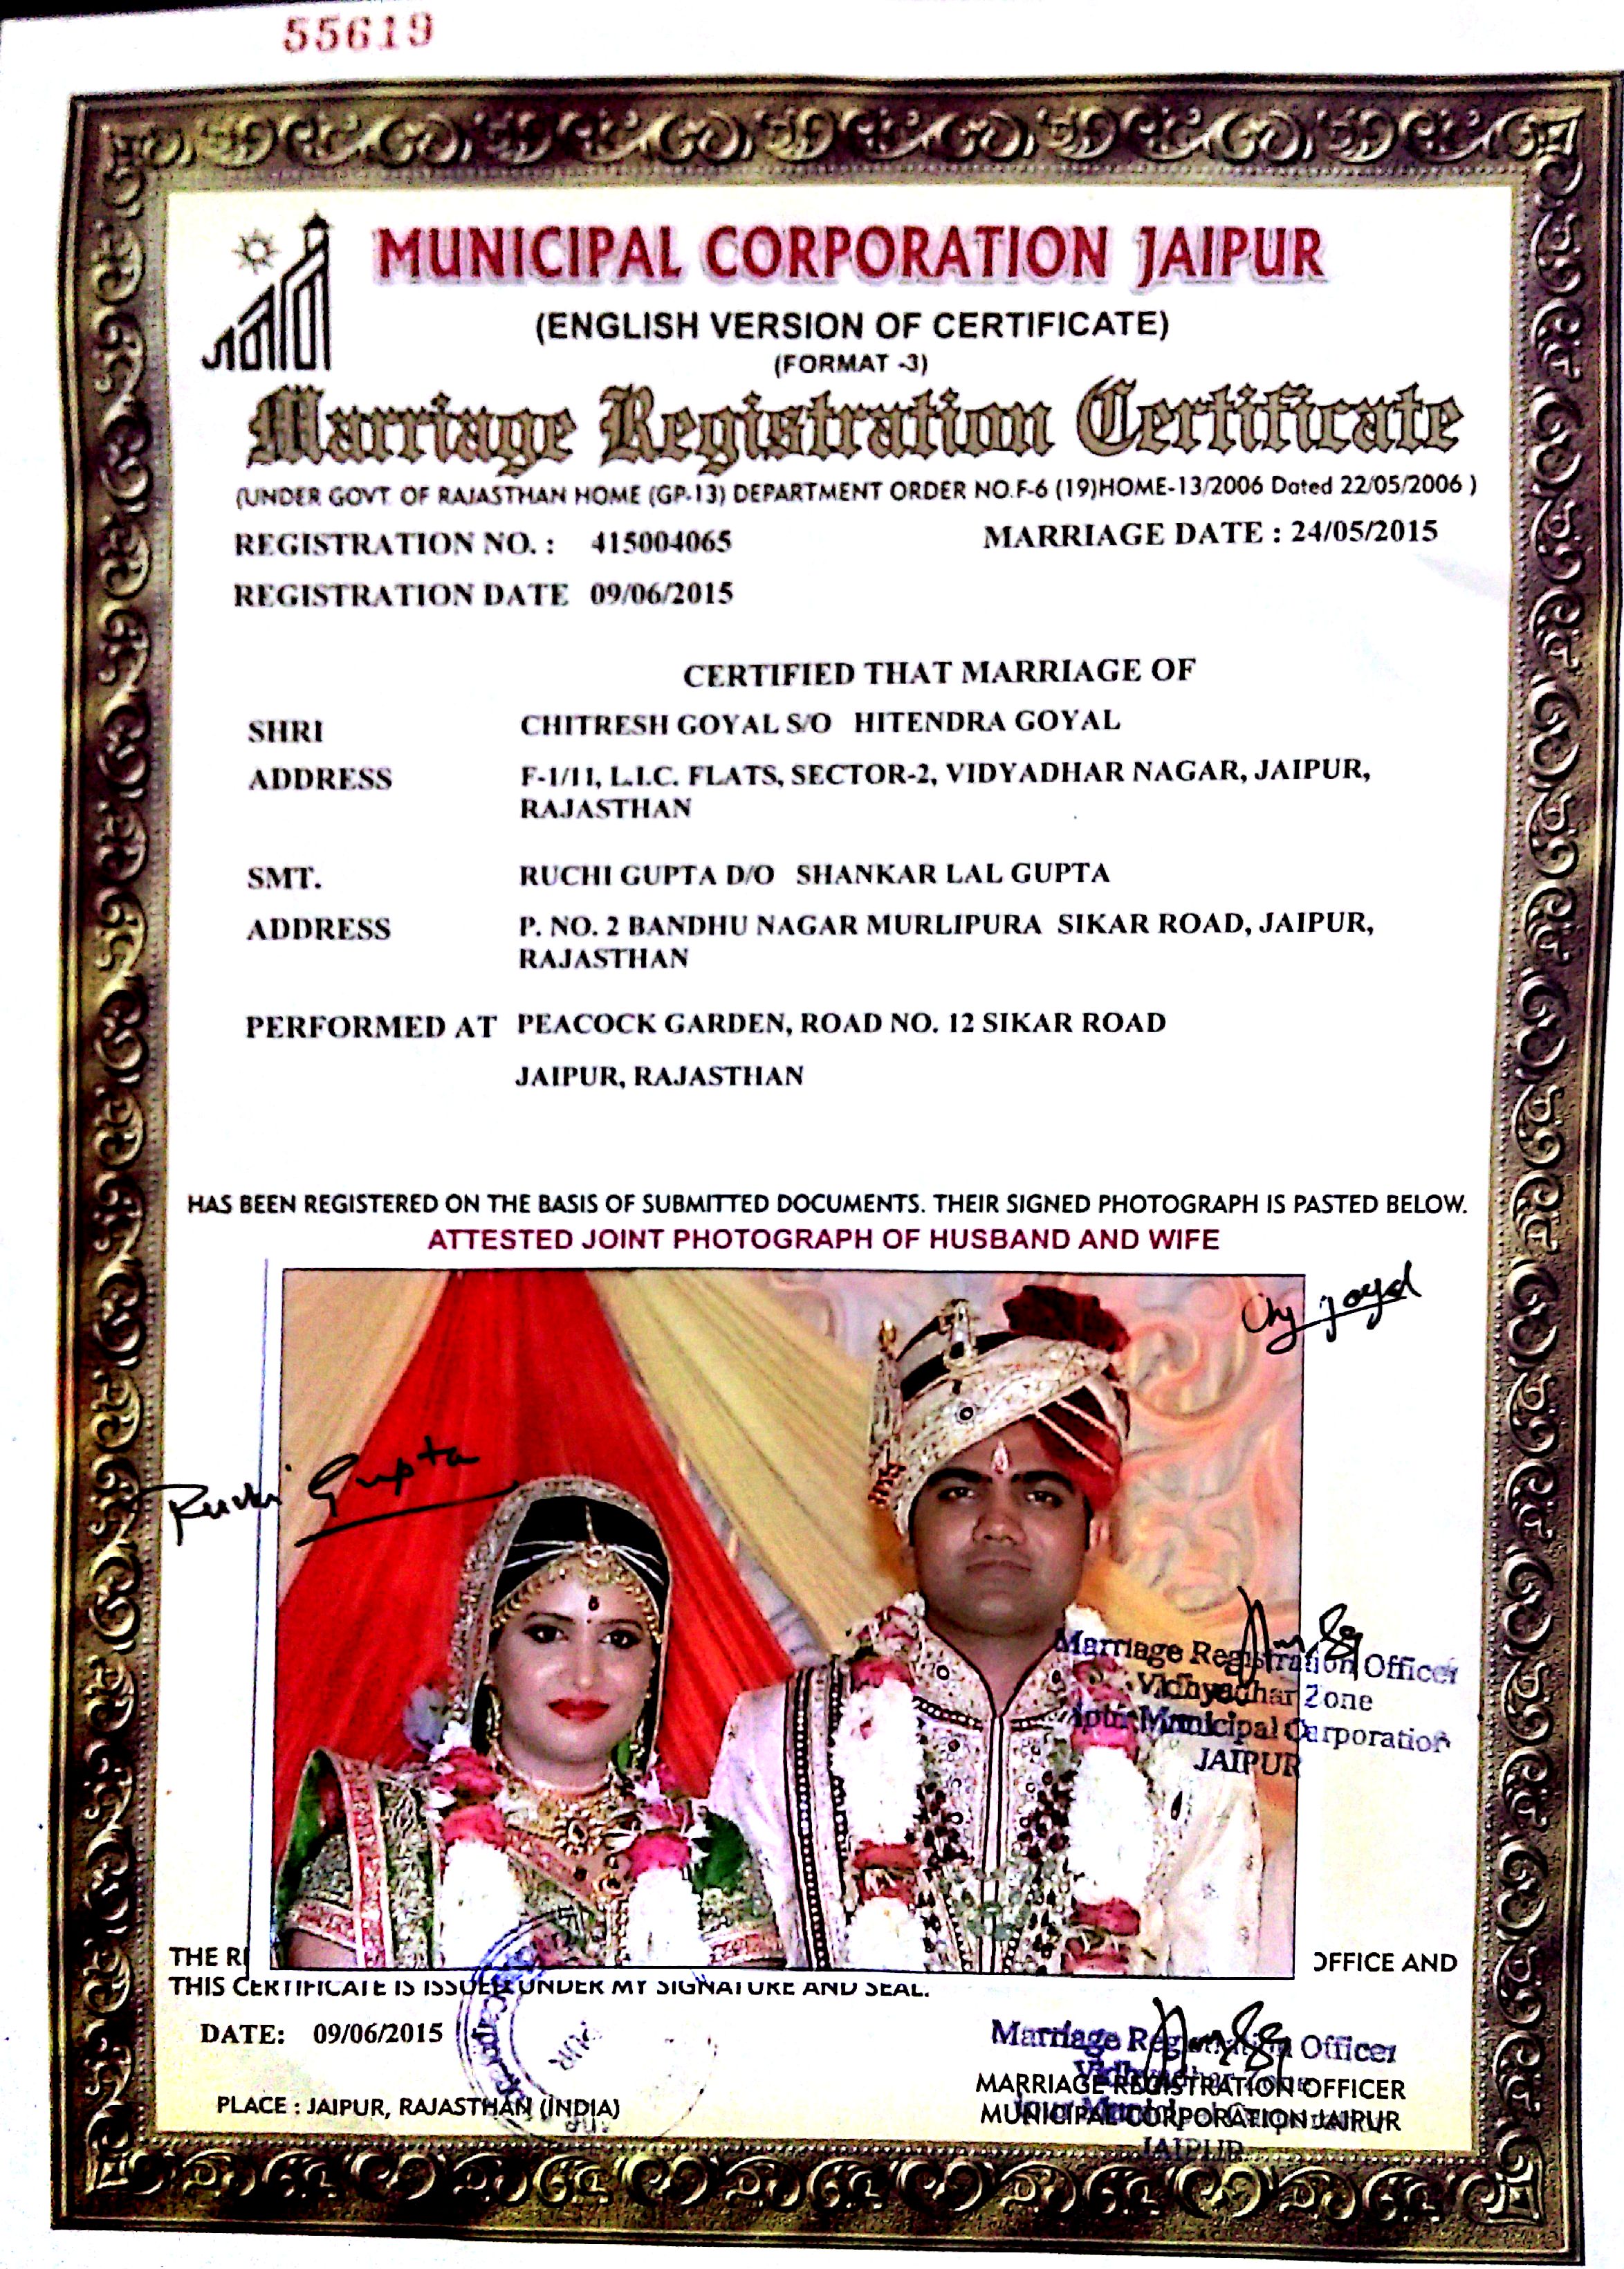 55619
MUNICIPAL CORPORATION JAIPUR
(ENGLISH VERSION OF CERTIFICATE)
(FORMAT -3)
Marriage Registration Certificate
(UNDER GOVT OF RAJASTHAN HOME (GP-13) DEPARTMENT ORDER NO.F-6 (19)HOME-13/2006 Dated 22/05/2006 )
REGISTRATION NO. : 415004065 MARRIAGE DATE : 24/05/2015
REGISTRATION DATE 09/06/2015
CERTIFIED THAT MARRIAGE OF
SHRI CHITRESH GOYAL S/O HITENDRA GOYAL
ADDRESS F-1/11, L.I.C. FLATS, SECTOR-2, VIDYADHAR NAGAR, JAIPUR,
RAJASTHAN
SMT. RUCHI GUPTA D/O SHANKAR LAL GUPTA
ADDRESS P. NO. 2 BANDHU NAGAR MURLIPURA SIKAR ROAD, JAIPUR,
RAJASTHAN
PERFORMED AT PEACOCK GARDEN, ROAD NO. 12 SIKAR ROAD
JAIPUR, RAJASTHAN
HAS BEEN REGISTERED ON THE BASIS OF SUBMITTED DOCUMENTS. THEIR SIGNED PHOTOGRAPH IS PASTED BELOW.
ATTESTED JOINT PHOTOGRAPH OF HUSBAND AND WIFE
Goyal
Ruchi Gupta
Marriage Registration Officer
Vidhyadhar Zone
Municipal Corporation
JAIPUR
THE OFFICE AND
THIS CERTIFICATE IS ISSUED UNDER MY SIGNATURE AND SEAL.
DATE: 09/06/2015
Marriage Registration Officer
MARRIAGE REGISTRATION OFFICER
PLACE : JAIPUR, RAJASTHAN (INDIA)
MUNICIPAL CORPORATION JAIPUR
JAIPUR